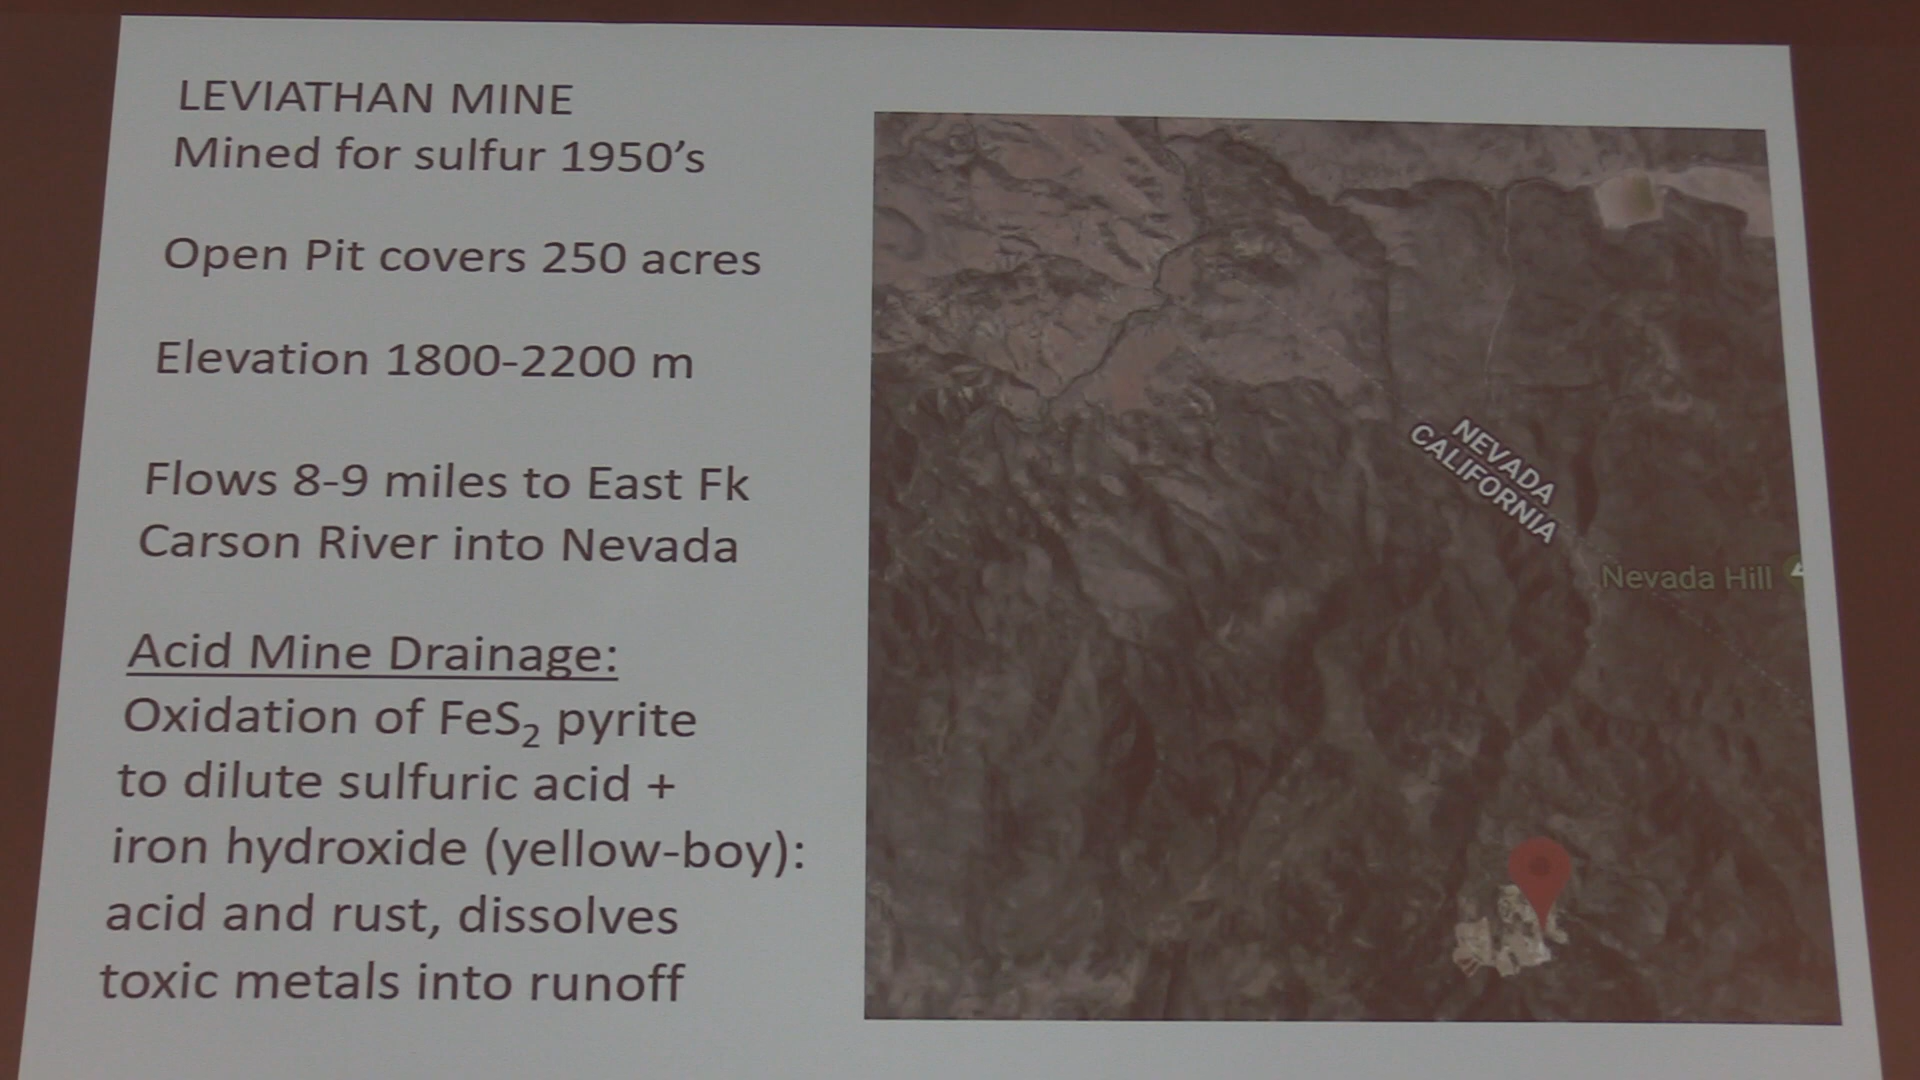 LEVIATHAN MINE
Mined for sulfur 1950's
Open Pit covers 250 acres
Elevation 1800-2200 m
Flows 8-9 miles to East Fk
Carson River into Nevada
Acid Mine Drainage:
Oxidation of FeS₂ pyrite
to dilute sulfuric acid +
iron hydroxide (yellow-boy):
acid and rust, dissolves
toxic metals into runoff
NEVADA
CALIFORNIA
Nevada Hill